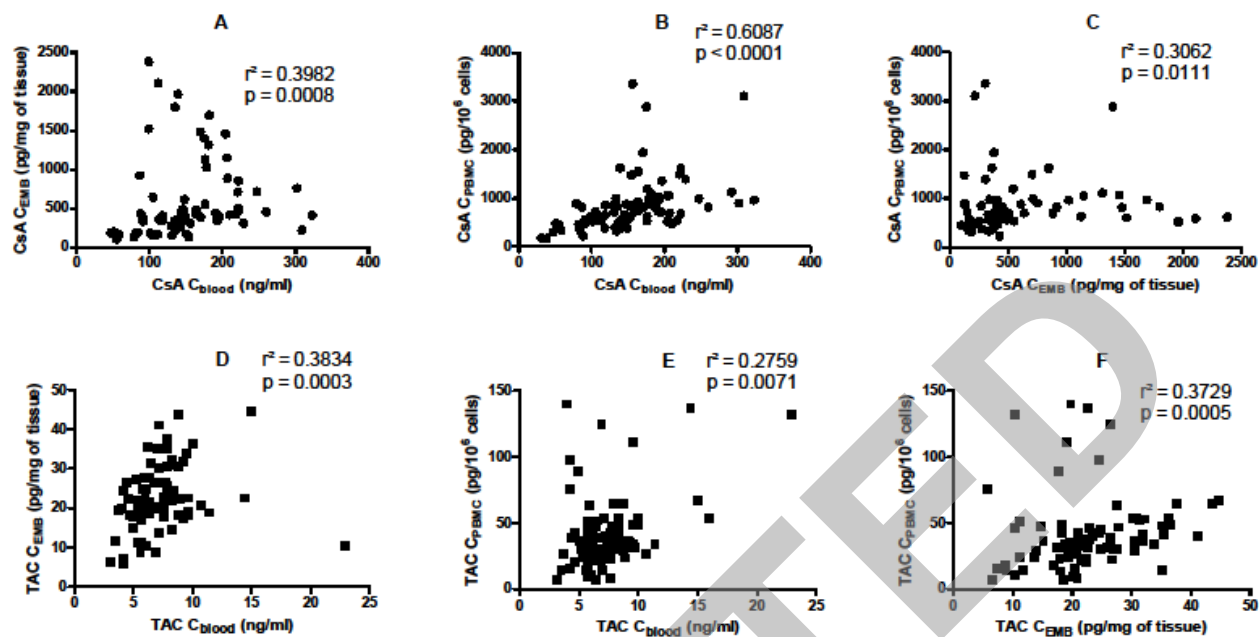 A
r² = 0.3982
p = 0.0008
CsA C_EMB (pg/mg of tissue)
2500
2000
1500
1000
500
0
0 100 200 300 400
CsA C_blood (ng/ml)
B
r² = 0.6087
p < 0.0001
CsA C_PBMC (pg/10⁶ cells)
4000
3000
2000
1000
0
0 100 200 300 400
CsA C_blood (ng/ml)
C
r² = 0.3062
p = 0.0111
CsA C_PBMC (pg/10⁶ cells)
4000
3000
2000
1000
0
0 500 1000 1500 2000 2500
CsA C_EMB (pg/mg of tissue)
D
r² = 0.3834
p = 0.0003
TAC C_EMB (pg/mg of tissue)
50
40
30
20
10
0
0 5 10 15 20 25
TAC C_blood (ng/ml)
E
r² = 0.2759
p = 0.0071
TAC C_PBMC (pg/10⁶ cells)
150
100
50
0
0 5 10 15 20 25
TAC C_blood (ng/ml)
F
r² = 0.3729
p = 0.0005
TAC C_PBMC (pg/10⁶ cells)
150
100
50
0
0 10 20 30 40 50
TAC C_EMB (pg/mg of tissue)
TED